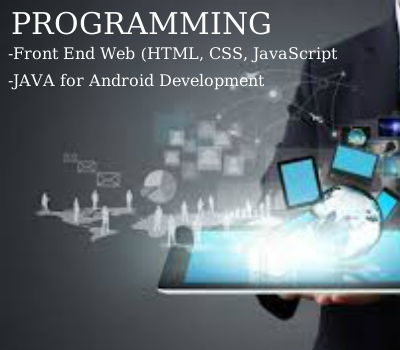 PROGRAMMING
-Front End Web (HTML, CSS, JavaScript
-JAVA for Android Development